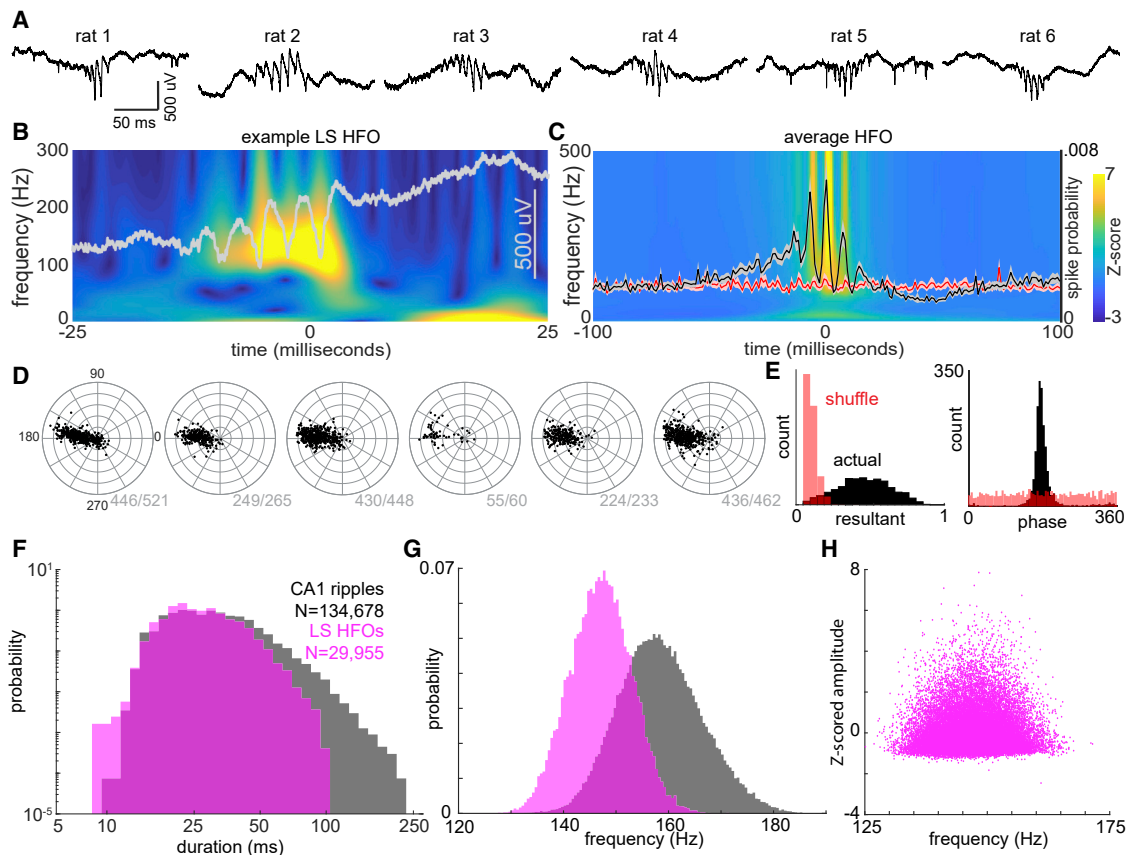 A
rat 1
rat 2
rat 3
rat 4
rat 5
rat 6
500 uV
50 ms
B
example LS HFO
300
200
100
0
frequency (Hz)
500 uV
-25
0
25
time (milliseconds)
C
average HFO
500
0
frequency (Hz)
.008
0
spike probability
7
-3
Z-score
-100
0
100
time (milliseconds)
D
90
180
0
270
446/521
249/265
430/448
55/60
224/233
436/462
E
count
shuffle
actual
0
resultant
1
350
count
0
0
phase
360
F
10¹
10⁻⁵
probability
CA1 ripples
N=134,678
LS HFOs
N=29,955
5
10
25
50
100
250
duration (ms)
G
0.07
0
probability
120
140
160
180
frequency (Hz)
H
8
0
-4
Z-scored amplitude
125
175
frequency (Hz)